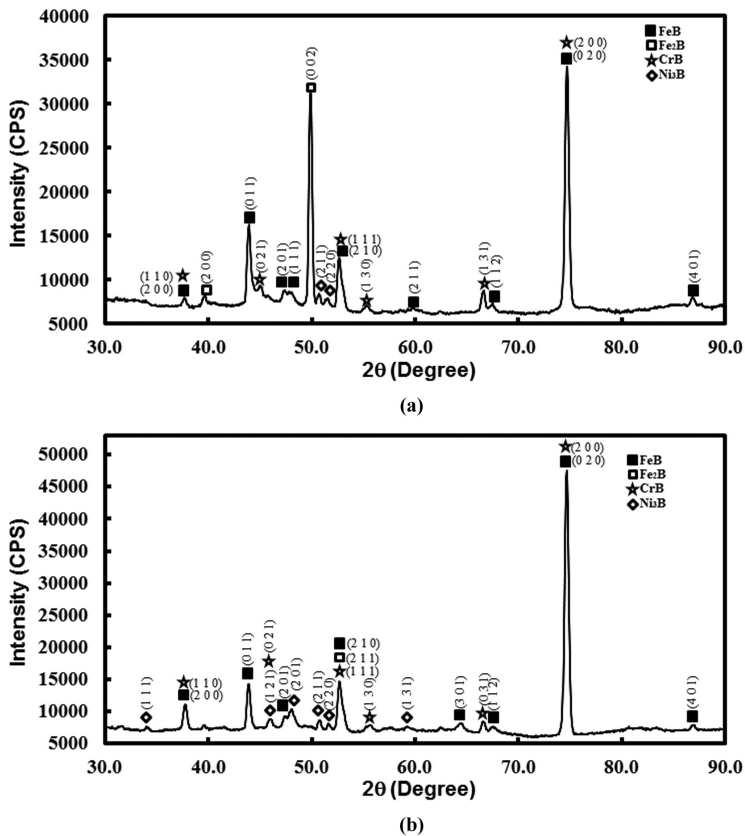 40000
35000
30000
25000
20000
15000
10000
5000
Intensity (CPS)
FeB
Fe2B
CrB
Ni3B
(1 1 0)
(2 0 0)
(2 0 0)
(0 1 1)
(0 2 1)
(2 0 1)
(1 1 1)
(0 0 2)
(2 1 1)
(2 2 0)
(1 1 1)
(2 1 0)
(1 3 0)
(2 1 1)
(1 3 1)
(1 1 2)
(2 0 0)
(0 2 0)
(4 0 1)
30.0 40.0 50.0 60.0 70.0 80.0 90.0
2θ (Degree)
(a)
50000
45000
40000
35000
30000
25000
20000
15000
10000
5000
Intensity (CPS)
FeB
Fe2B
CrB
Ni3B
(1 1 1)
(1 1 0)
(2 0 0)
(0 1 1)
(0 2 1)
(1 2 1)
(2 0 1)
(2 0 1)
(2 1 1)
(2 2 0)
(2 1 0)
(2 1 1)
(1 1 1)
(1 3 0)
(1 3 1)
(3 0 1)
(0 3 1)
(1 1 2)
(2 0 0)
(0 2 0)
(4 0 1)
30.0 40.0 50.0 60.0 70.0 80.0 90.0
2θ (Degree)
(b)